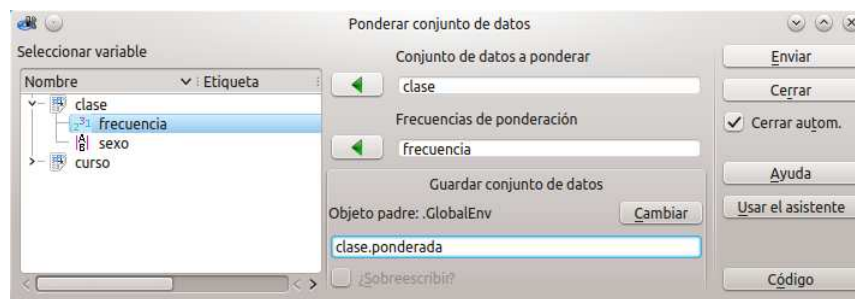 Ponderar conjunto de datos
Seleccionar variable
Nombre Etiqueta
clase
frecuencia
sexo
curso
Conjunto de datos a ponderar
clase
Frecuencias de ponderación
frecuencia
Guardar conjunto de datos
Objeto padre: .GlobalEnv Cambiar
clase.ponderada
¿Sobreescribir?
Enviar
Cerrar
Cerrar autom.
Ayuda
Usar el asistente
Código